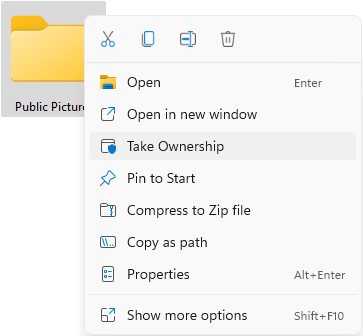 Public Picture
Open Enter
Open in new window
Take Ownership
Pin to Start
Compress to Zip file
Copy as path
Properties Alt+Enter
Show more options Shift+F10